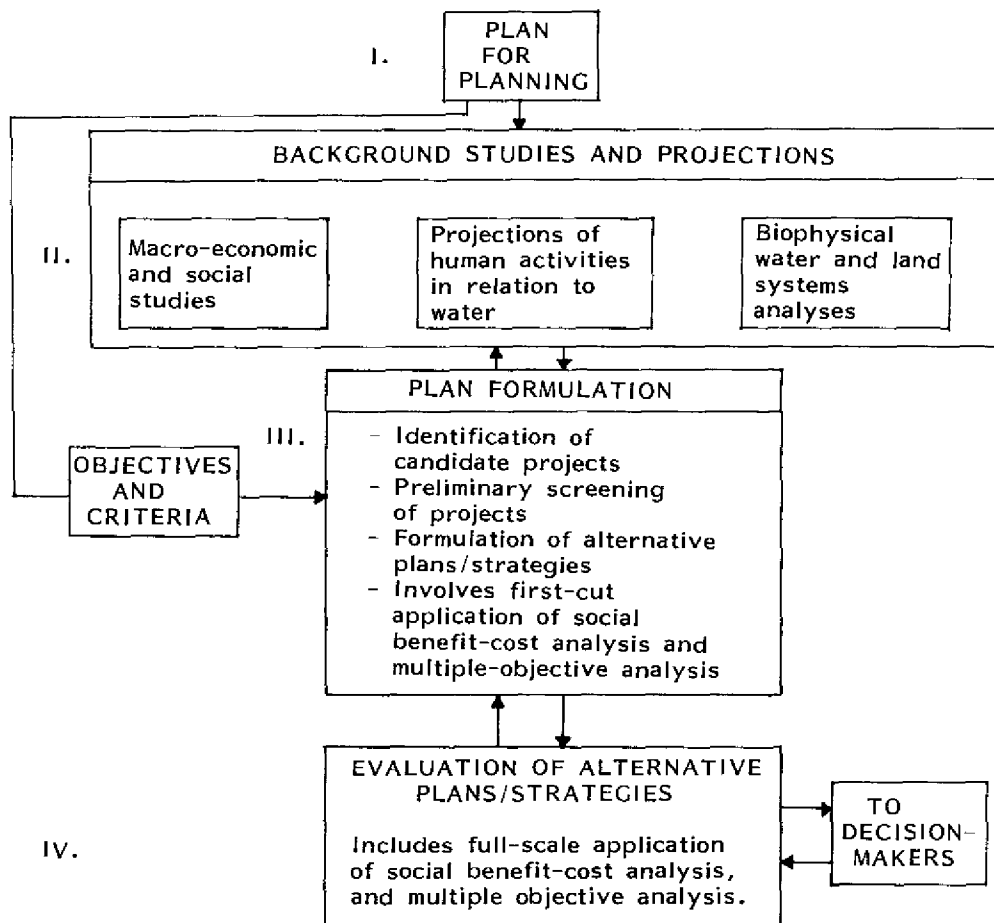 I.
PLAN
FOR
PLANNING
BACKGROUND STUDIES AND PROJECTIONS
II.
Macro-economic
and social
studies
Projections of
human activities
in relation to
water
Biophysical
water and land
systems
analyses
III.
PLAN FORMULATION
- Identification of
candidate projects
- Preliminary screening
of projects
- Formulation of alternative
plans/strategies
- Involves first-cut
application of social
benefit-cost analysis and
multiple-objective analysis
OBJECTIVES
AND
CRITERIA
IV.
EVALUATION OF ALTERNATIVE
PLANS/STRATEGIES
Includes full-scale application
of social benefit-cost analysis,
and multiple objective analysis.
TO
DECISION-
MAKERS